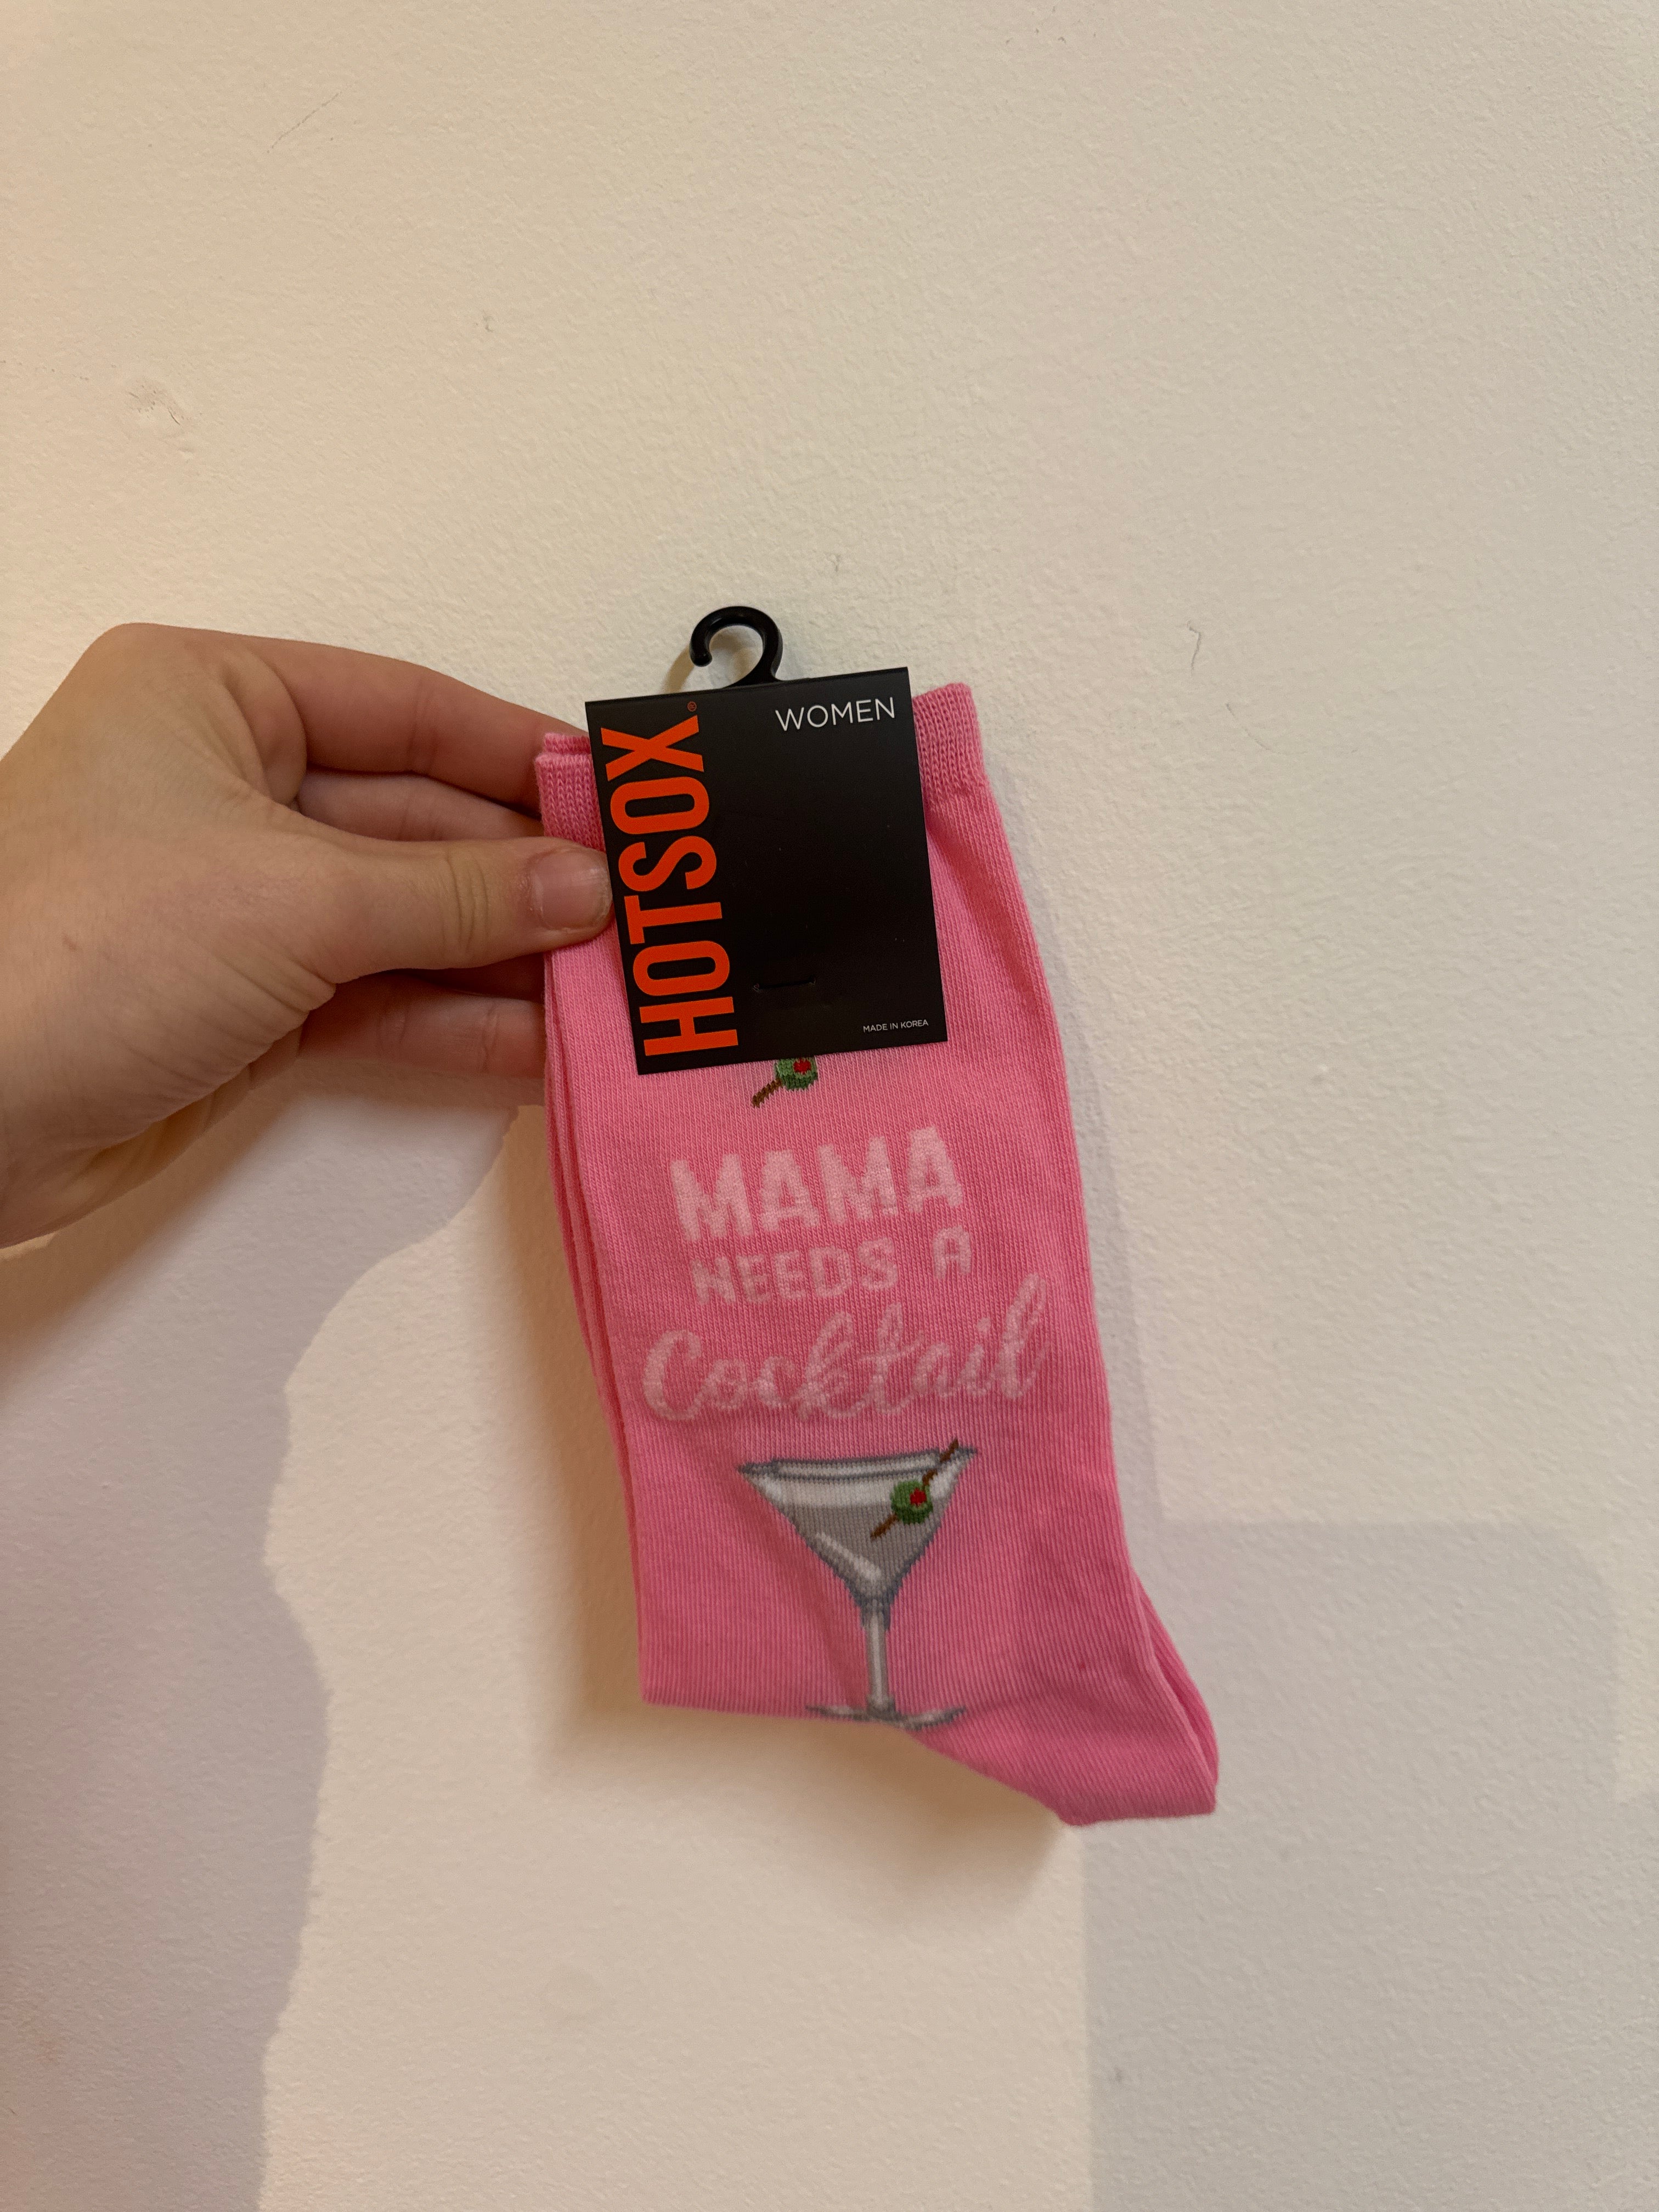 HOTSOX®
WOMEN
MADE IN KOREA
MAMA
NEEDS A
Cocktail